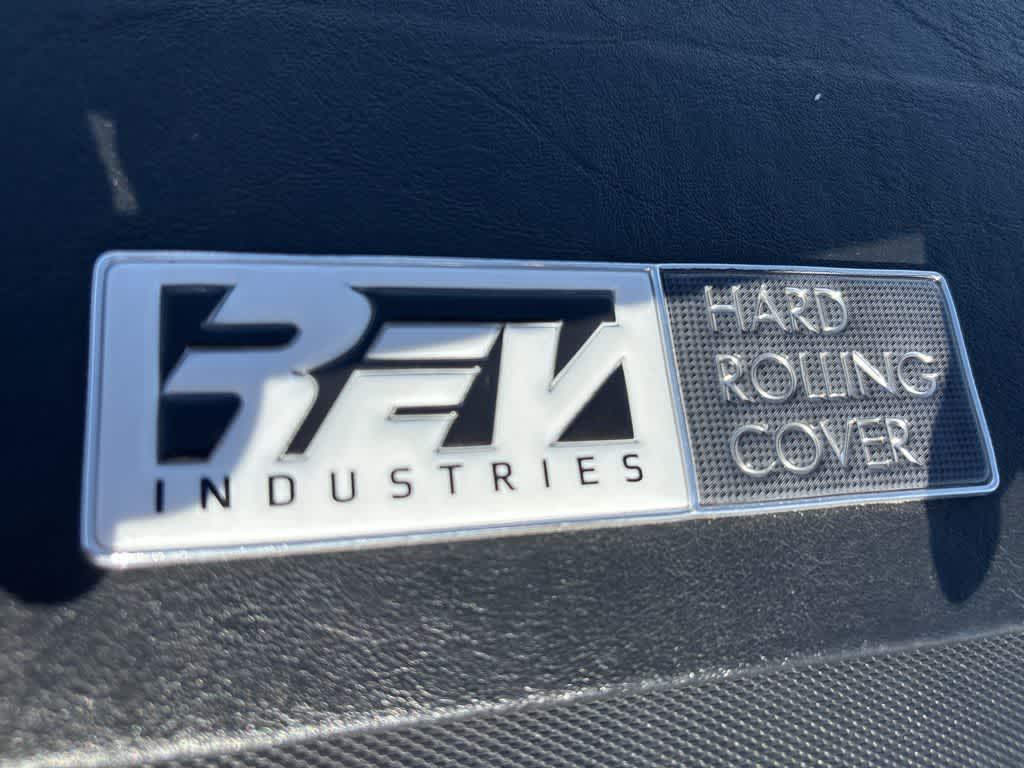 REV
INDUSTRIES
HARD
ROLLING
COVER